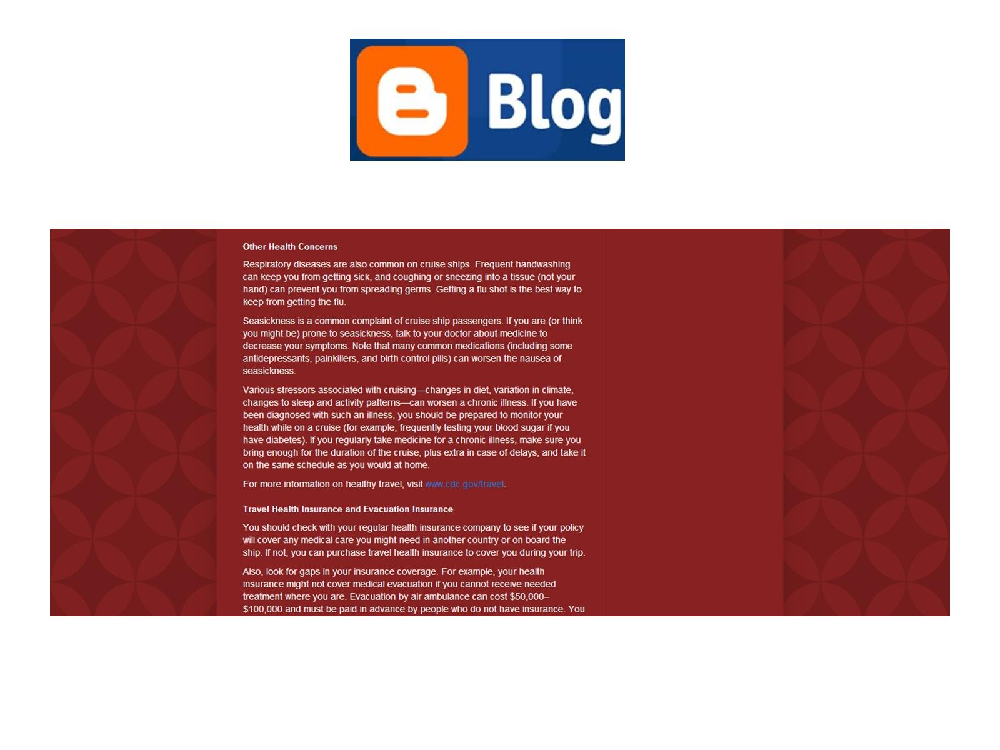 Blog
Other Health Concerns
Respiratory diseases are also common on cruise ships. Frequent handwashing
can keep you from getting sick, and coughing or sneezing into a tissue (not your
hand) can prevent you from spreading germs. Getting a flu shot is the best way to
keep from getting the flu.
Seasickness is a common complaint of cruise ship passengers. If you are (or think
you might be) prone to seasickness, talk to your doctor about medicine to
decrease your symptoms. Note that many common medications (including some
antidepressants, painkillers, and birth control pills) can worsen the nausea of
seasickness.
Various stressors associated with cruising—changes in diet, variation in climate,
changes to sleep and activity patterns—can worsen a chronic illness. If you have
been diagnosed with such an illness, you should be prepared to monitor your
health while on a cruise (for example, frequently testing your blood sugar if you
have diabetes). If you regularly take medicine for a chronic illness, make sure you
bring enough for the duration of the cruise, plus extra in case of delays, and take it
on the same schedule as you would at home.
For more information on healthy travel, visit www.cdc.gov/travel.
Travel Health Insurance and Evacuation Insurance
You should check with your regular health insurance company to see if your policy
will cover any medical care you might need in another country or on board the
ship. If not, you can purchase travel health insurance to cover you during your trip.
Also, look for gaps in your insurance coverage. For example, your health
insurance might not cover medical evacuation if you cannot receive needed
treatment where you are. Evacuation by air ambulance can cost $50,000–
$100,000 and must be paid in advance by people who do not have insurance. You